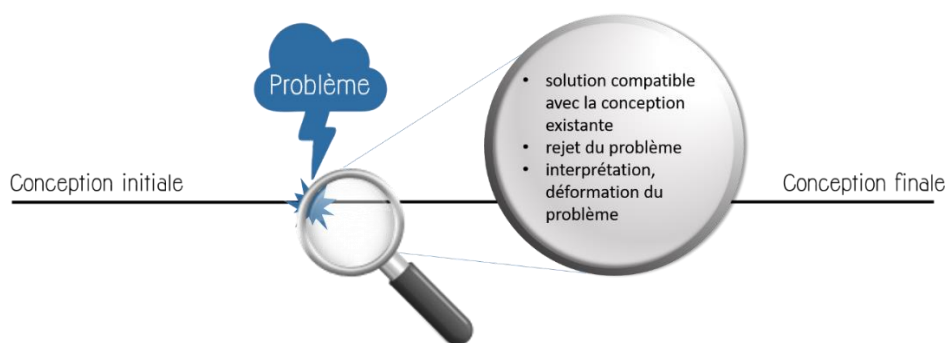 Problème
• solution compatible
avec la conception
existante
• rejet du problème
• interprétation,
déformation du
problème
Conception initiale
Conception finale